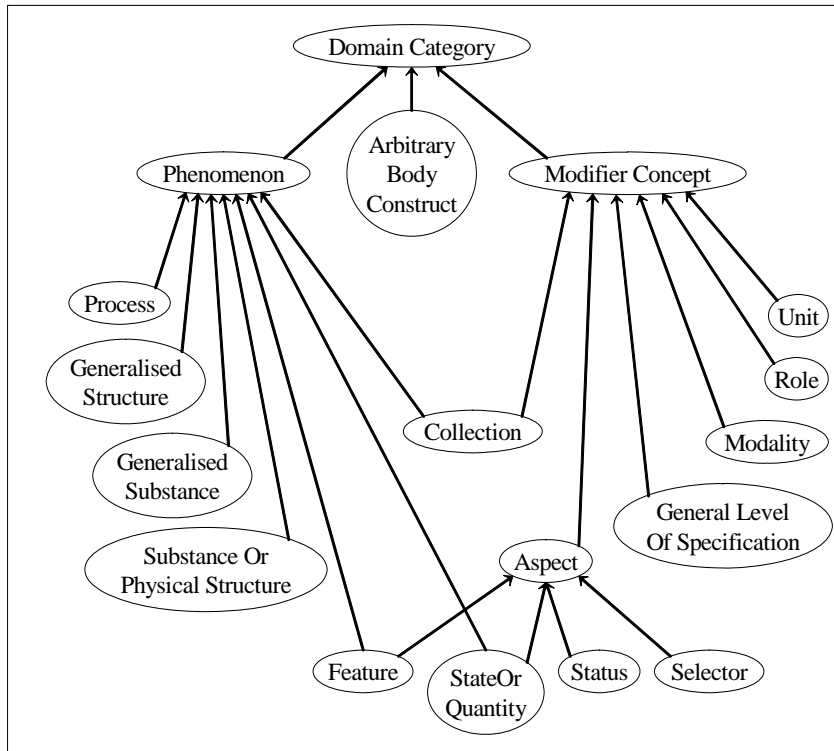 Domain Category
Arbitrary
Body
Construct
Phenomenon
Modifier Concept
Process
Unit
Generalised
Structure
Role
Collection
Modality
Generalised
Substance
General Level
Of Specification
Substance Or
Physical Structure
Aspect
Feature
StateOr
Quantity
Status
Selector